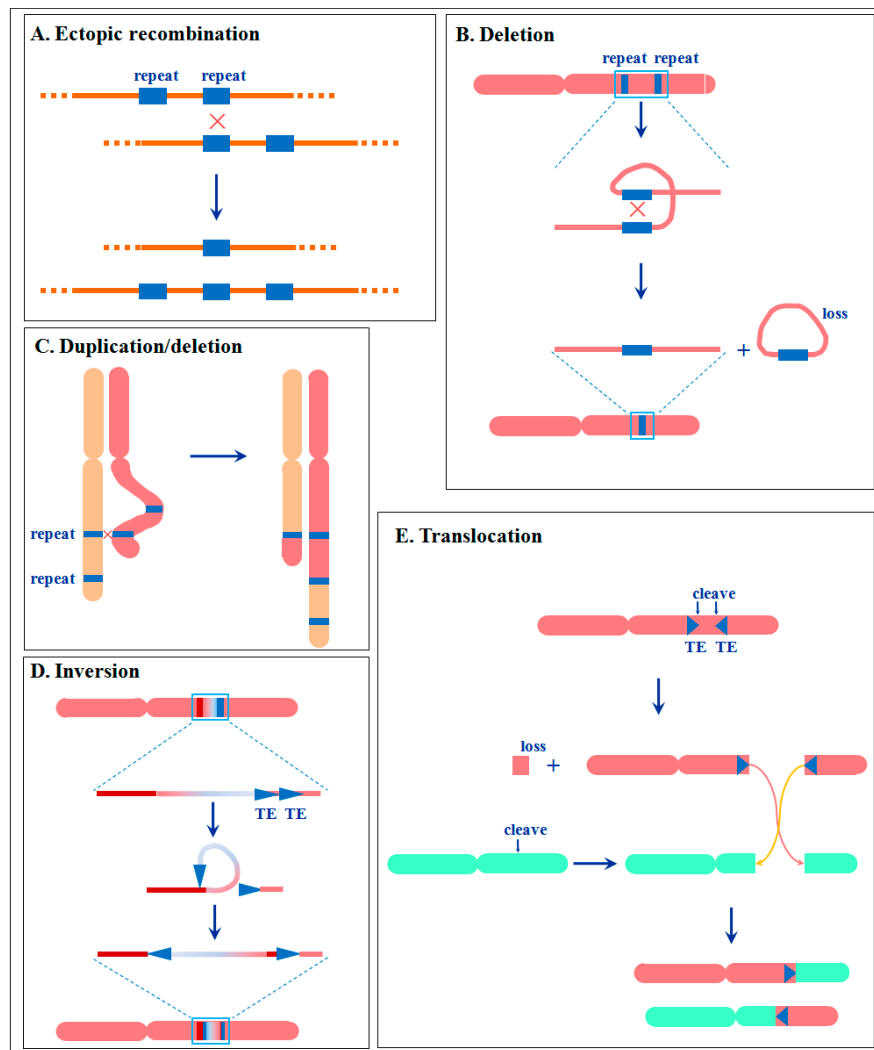 A. Ectopic recombination
repeat repeat
B. Deletion
repeat repeat
+
loss
C. Duplication/deletion
repeat
repeat
D. Inversion
TE TE
E. Translocation
cleave
TE TE
loss
+
cleave